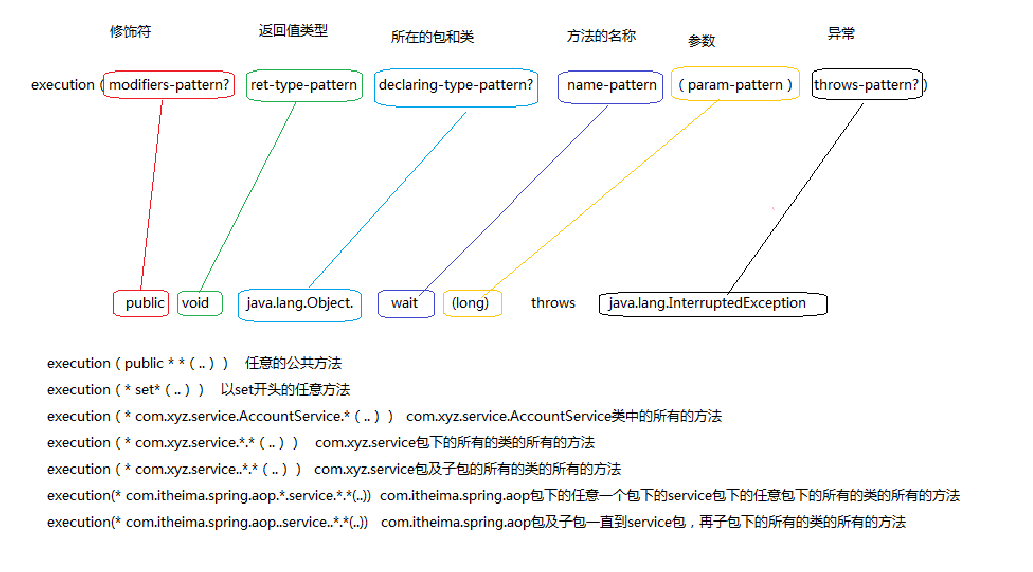 修饰符 返回值类型 所在的包和类 方法的名称 参数 异常
execution ( modifiers-pattern? ret-type-pattern declaring-type-pattern? name-pattern ( param-pattern ) throws-pattern? )
public void java.lang.Object. wait (long) throws java.lang.InterruptedException
execution ( public * * ( .. ) ) 任意的公共方法
execution ( * set* ( .. ) ) 以set开头的任意方法
execution ( * com.xyz.service.AccountService.* ( .. ) ) com.xyz.service.AccountService类中的所有的方法
execution ( * com.xyz.service.*.* ( .. ) ) com.xyz.service包下的所有的类的所有的方法
execution ( * com.xyz.service..*.* ( .. ) ) com.xyz.service包及子包的所有的类的所有的方法
execution(* com.itheima.spring.aop.*.service.*.*(..)) com.itheima.spring.aop包下的任意一个包下的service包下的任意包下的所有的类的所有的方法
execution(* com.itheima.spring.aop..service..*.*(..)) com.itheima.spring.aop包及子包一直到service包，再子包下的所有的类的所有的方法